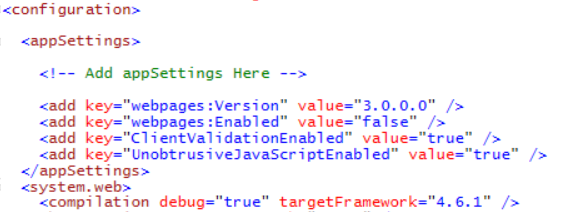 <configuration>
<appSettings>
<!-- Add appSettings Here -->
<add key="webpages:Version" value="3.0.0.0" />
<add key="webpages:Enabled" value="false" />
<add key="ClientValidationEnabled" value="true" />
<add key="UnobtrusiveJavaScriptEnabled" value="true" />
</appSettings>
<system.web>
<compilation debug="true" targetFramework="4.6.1" />